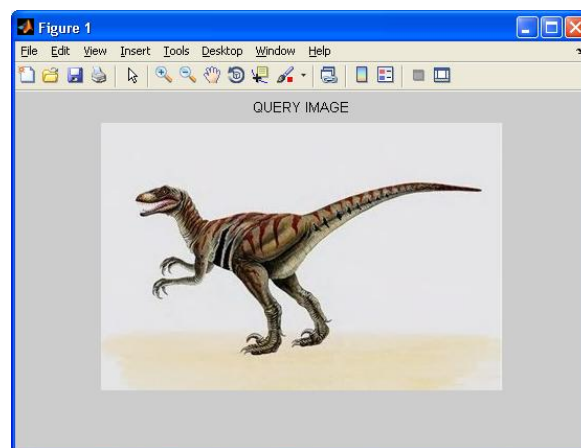 Figure 1
File Edit View Insert Tools Desktop Window Help
QUERY IMAGE